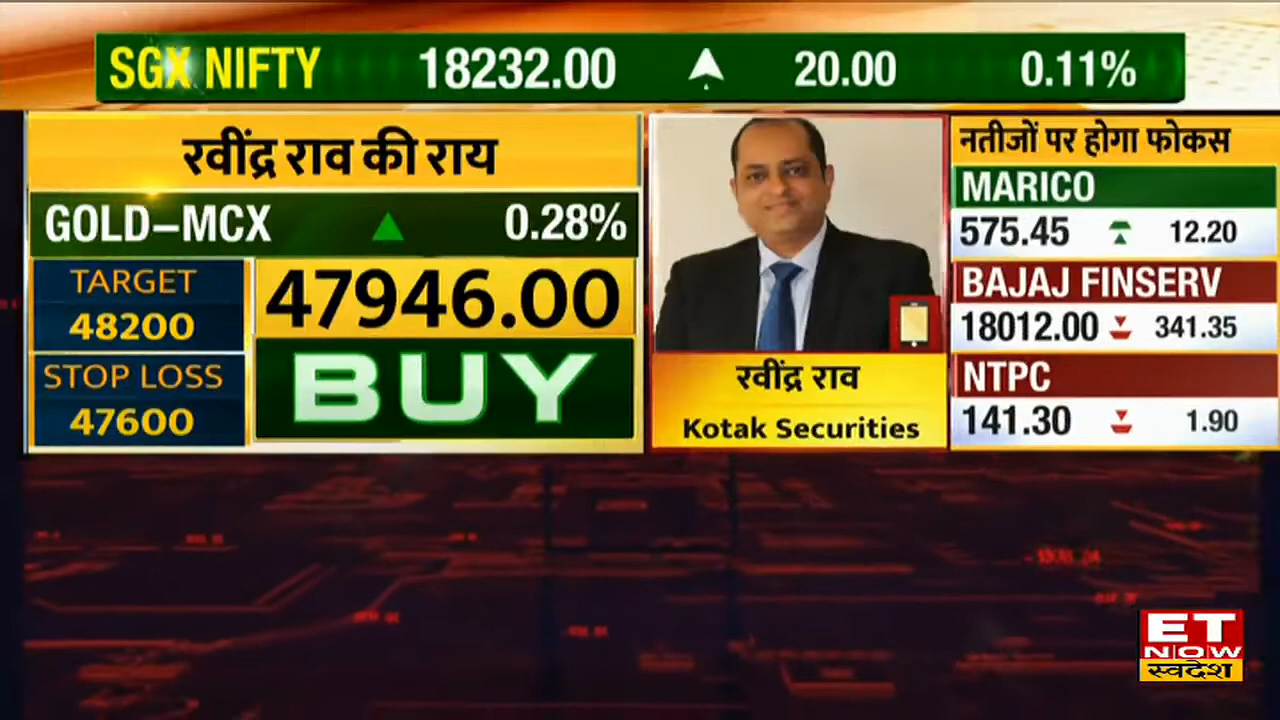 SGX NIFTY 18232.00 20.00 0.11%
रवींद्र राव की राय
GOLD–MCX 0.28%
TARGET
48200
47946.00
STOP LOSS
47600
BUY
रवींद्र राव
Kotak Securities
नतीजों पर होगा फोकस
MARICO
575.45 12.20
BAJAJ FINSERV
18012.00 341.35
NTPC
141.30 1.90
ET
NOW
स्वदेश